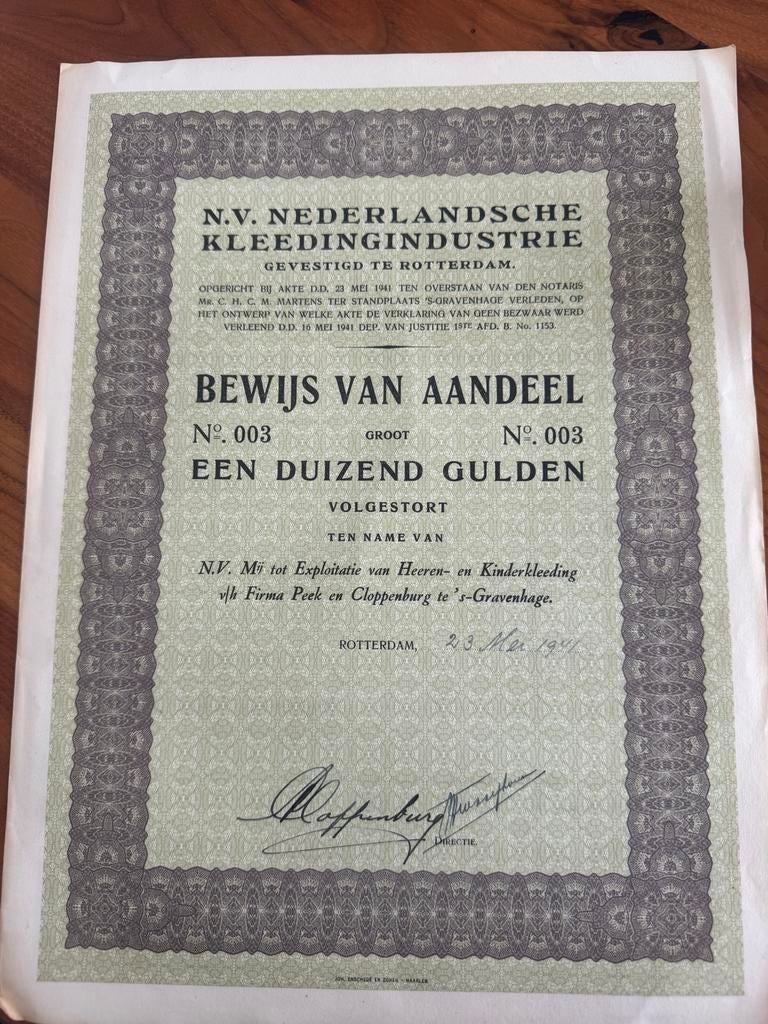 N.V. NEDERLANDSCHE
KLEEDINGINDUSTRIE
GEVESTIGD TE ROTTERDAM.
OPGERICHT BIJ AKTE D.D. 23 MEI 1941 TEN OVERSTAAN VAN DEN NOTARIS
MR. C. H. C. M. MARTENS TER STANDPLAATS 'S-GRAVENHAGE VERLEDEN, OP
HET ONTWERP VAN WELKE AKTE DE VERKLARING VAN GEEN BEZWAAR WERD
VERLEEND D.D. 16 MEI 1941 DEP. VAN JUSTITIE 1STE AFD. B. No. 1153.
BEWIJS VAN AANDEEL
No. 003 GROOT No. 003
EEN DUIZEND GULDEN
VOLGESTORT
TEN NAME VAN
N.V. Mij tot Exploitatie van Heeren- en Kinderkleeding
v/h Firma Peek en Cloppenburg te 's-Gravenhage.
ROTTERDAM, 23 Mei 1941
Cloppenburg
DIRECTIE.
JOH. ENSCHEDÉ EN ZONEN - HAARLEM